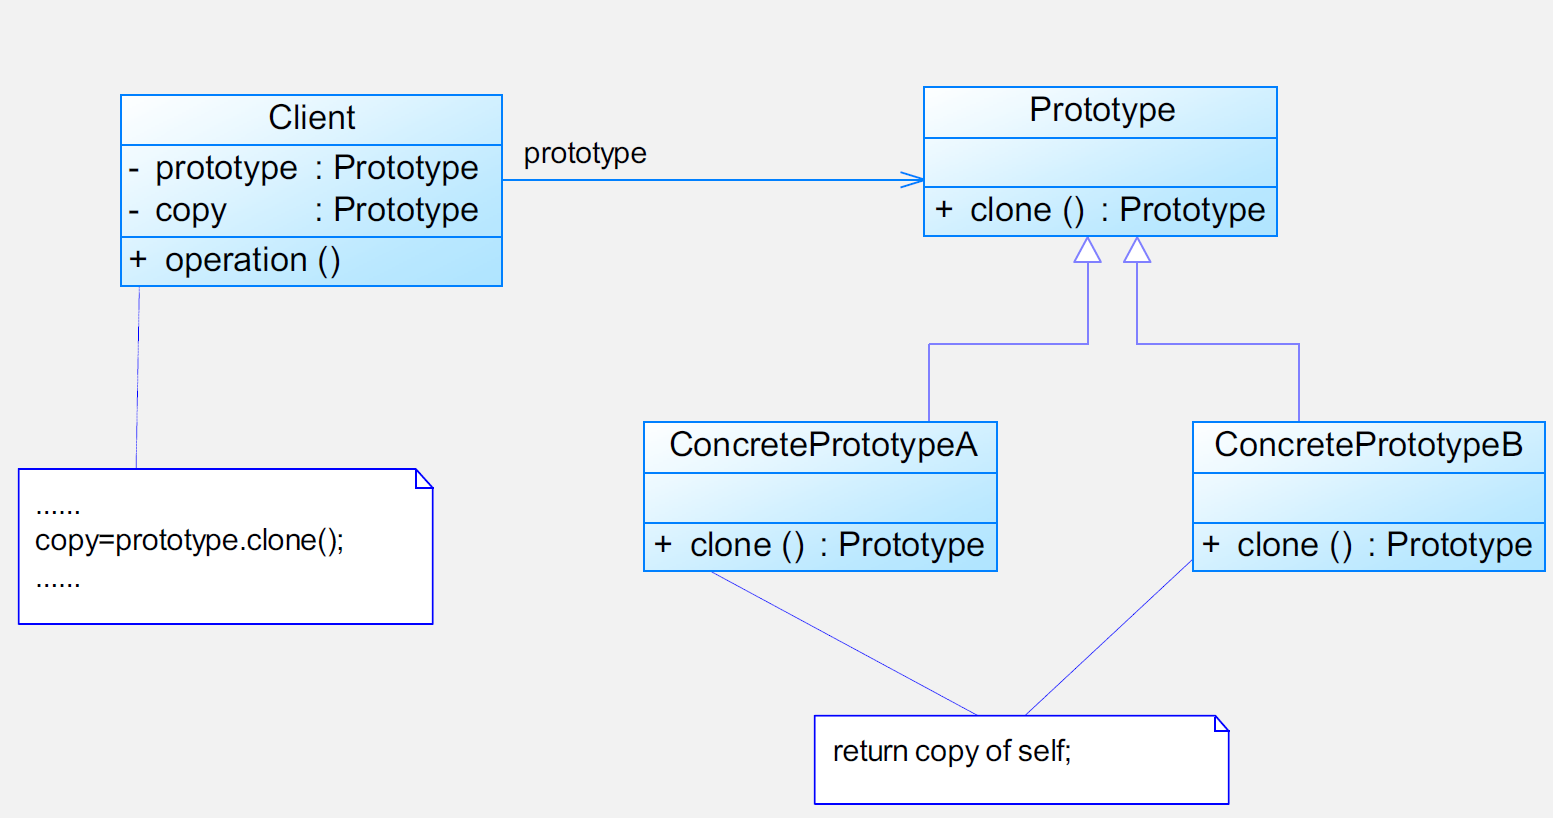 Client
- prototype : Prototype
- copy : Prototype
+ operation ()
prototype
Prototype
+ clone () : Prototype
ConcretePrototypeA
+ clone () : Prototype
ConcretePrototypeB
+ clone () : Prototype
......
copy=prototype.clone();
......
return copy of self;